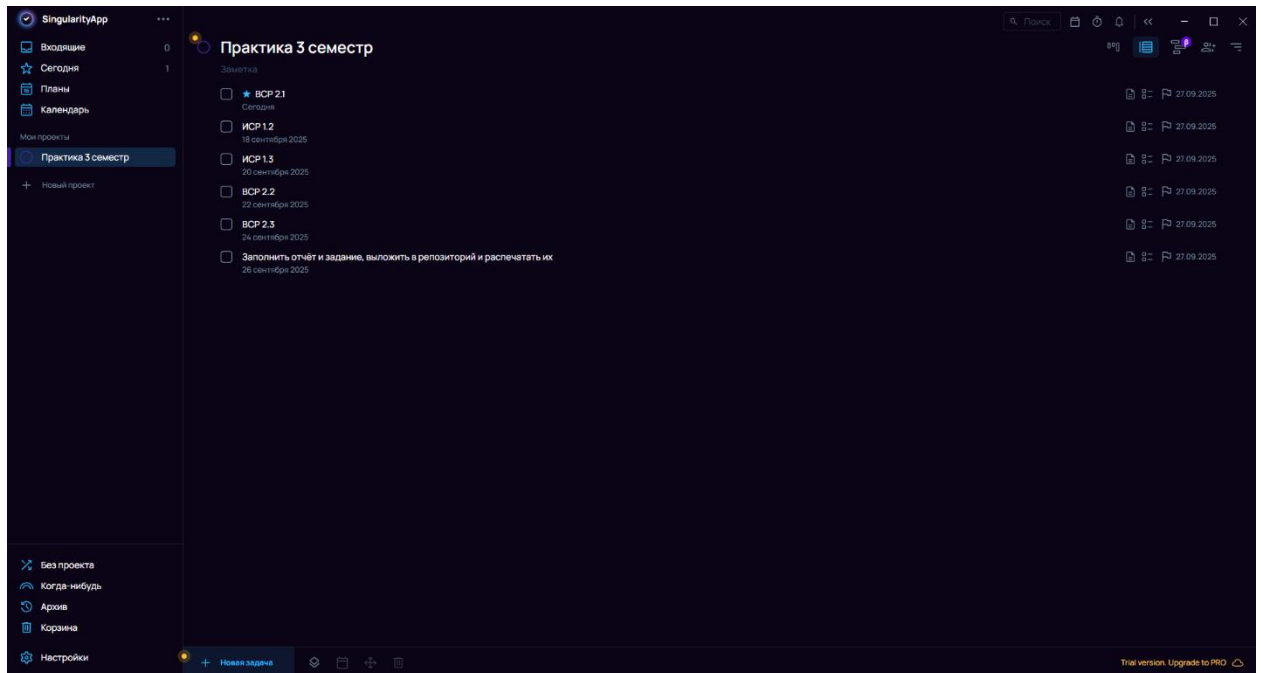 SingularityApp
Поиск
Входящие 0
Сегодня 1
Планы
Календарь
Мои проекты
Практика 3 семестр
Новый проект
Практика 3 семестр
Заметка
ВСР 2.1 27.09.2025
Сегодня
ИСР 1.2 27.09.2025
18 сентября 2025
ИСР 1.3 27.09.2025
20 сентября 2025
ВСР 2.2 27.09.2025
22 сентября 2025
ВСР 2.3 27.09.2025
24 сентября 2025
Заполнить отчёт и задание, выложить в репозиторий и распечатать их 27.09.2025
26 сентября 2025
Без проекта
Когда-нибудь
Архив
Корзина
Настройки
Новая задача
Trial version. Upgrade to PRO